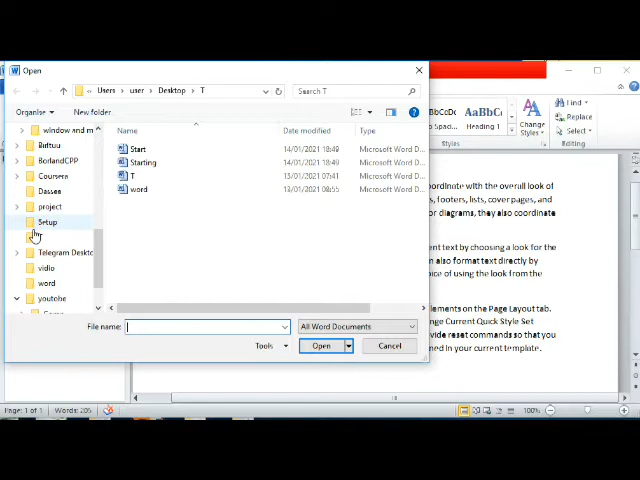 Open
Users > user > Desktop > T
Search T
Organise
New folder
Name
Date modified
Type
window and m
BorlandCPP
Coursera
Dasses
project
Setup
Telegram Deskto
vidio
word
youtobe
Start 14/01/2021 18:49 Microsoft Word D...
Starting 14/01/2021 18:49 Microsoft Word D...
T 13/01/2021 07:41 Microsoft Word D...
word 13/01/2021 08:55 Microsoft Word D...
File name:
All Word Documents
Tools
Open
Cancel
AaBbCcDc AaBbCc
o Spac... Heading 1
Change
Styles
Find
Replace
Select
Styles
Editing
oordinate with the overall look of
s, footers, lists, cover pages, and
or diagrams, they also coordinate
ent text by choosing a look for the
n also format text directly by
oice of using the look from the
lements on the Page Layout tab.
nge Current Quick Style Set
ovide reset commands so that you
ned in your current template.
Page: 1 of 1 Words: 205
100%